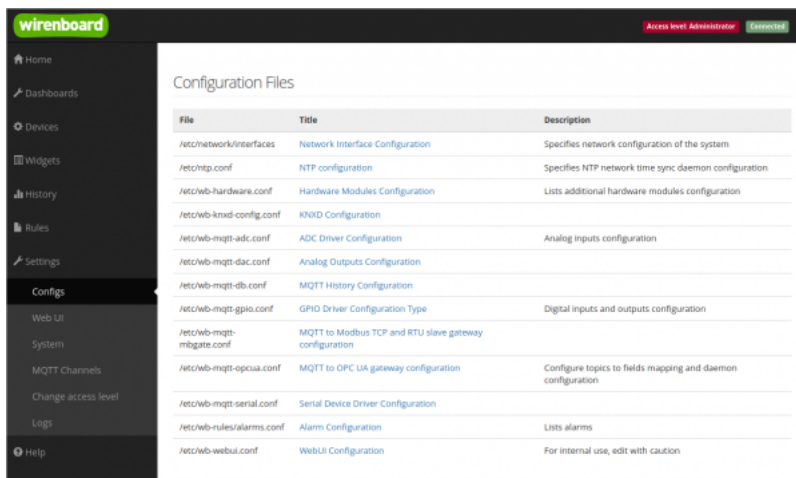 wirenboard
Access level: Administrator
Connected
Home
Dashboards
Devices
Widgets
History
Rules
Settings
Configs
Web UI
System
MQTT Channels
Change access level
Logs
Help
Configuration Files
File Title Description
/etc/network/interfaces Network Interface Configuration Specifies network configuration of the system
/etc/ntp.conf NTP configuration Specifies NTP network time sync daemon configuration
/etc/wb-hardware.conf Hardware Modules Configuration Lists additional hardware modules configuration
/etc/wb-knxd-config.conf KNXD Configuration
/etc/wb-mqtt-adc.conf ADC Driver Configuration Analog inputs configuration
/etc/wb-mqtt-dac.conf Analog Outputs Configuration
/etc/wb-mqtt-db.conf MQTT History Configuration
/etc/wb-mqtt-gpio.conf GPIO Driver Configuration Type Digital inputs and outputs configuration
/etc/wb-mqtt- MQTT to Modbus TCP and RTU slave gateway
mbgate.conf configuration
/etc/wb-mqtt-opcua.conf MQTT to OPC UA gateway configuration Configure topics to fields mapping and daemon
configuration
/etc/wb-mqtt-serial.conf Serial Device Driver Configuration
/etc/wb-rules/alarms.conf Alarm Configuration Lists alarms
/etc/wb-webui.conf WebUI Configuration For internal use, edit with caution